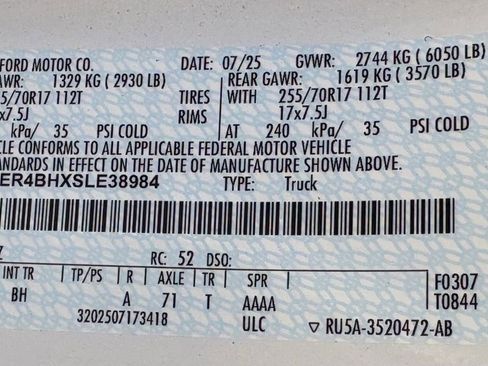 FORD MOTOR CO. DATE: 07/25 GVWR: 2744 KG ( 6050 LB)
AWR: 1329 KG ( 2930 LB) REAR GAWR: 1619 KG ( 3570 LB)
5/70R17 112T TIRES WITH 255/70R17 112T
x7.5J RIMS 17x7.5J
kPa/ 35 PSI COLD AT 240 kPa/ 35 PSI COLD
CLE CONFORMS TO ALL APPLICABLE FEDERAL MOTOR VEHICLE
ANDARDS IN EFFECT ON THE DATE OF MANUFACTURE SHOWN ABOVE.
ER4BHXSLE38984 TYPE: Truck
Z RC: 52 DSO:
INT TR TP/PS R AXLE TR SPR F0307
BH A 71 T AAAA T0844
3202507173418 ULC ▽ RU5A-3520472-AB